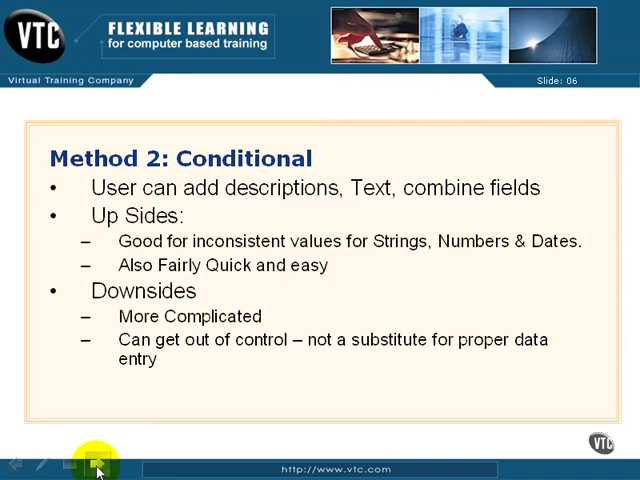 VTC
FLEXIBLE LEARNING
for computer based training
Virtual Training Company
Slide: 06
Method 2: Conditional
• User can add descriptions, Text, combine fields
• Up Sides:
– Good for inconsistent values for Strings, Numbers & Dates.
– Also Fairly Quick and easy
• Downsides
– More Complicated
– Can get out of control – not a substitute for proper data
entry
VTC
http://www.vtc.com